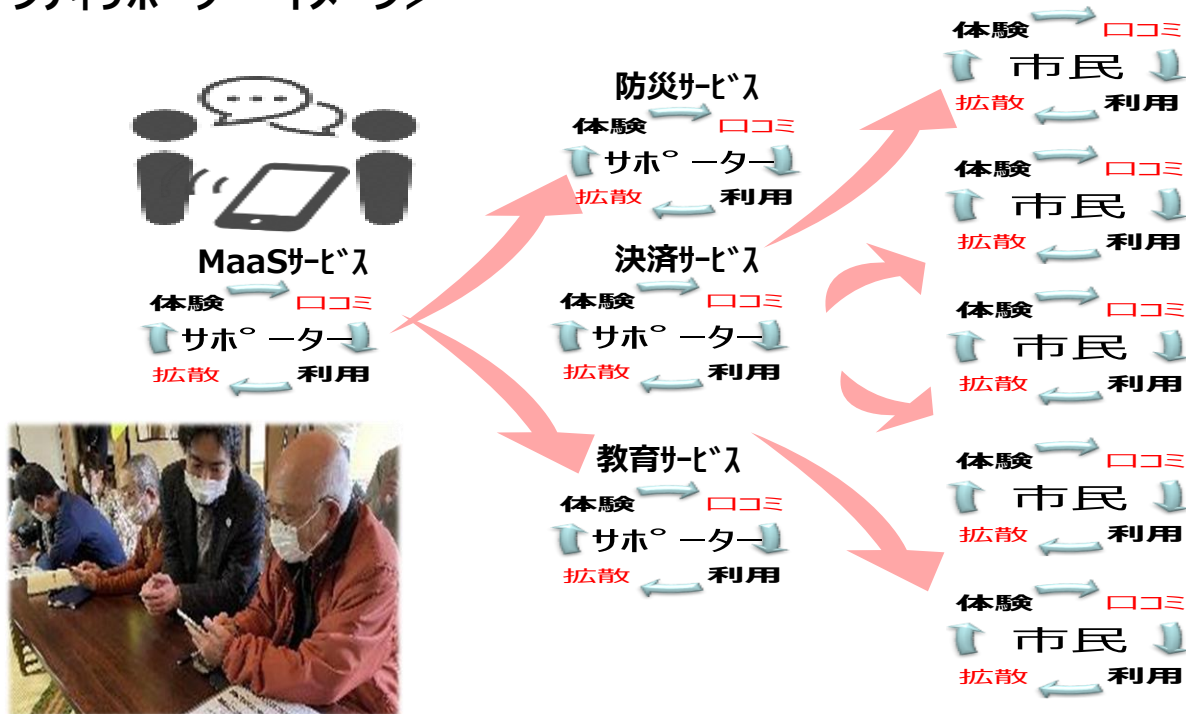 イメージ＞
MaaSｻｰﾋﾞｽ
体験 口コミ
サポーター
拡散 利用
防災ｻｰﾋﾞｽ
体験 口コミ
サポーター
拡散 利用
決済ｻｰﾋﾞｽ
体験 口コミ
サポーター
拡散 利用
教育ｻｰﾋﾞｽ
体験 口コミ
サポーター
拡散 利用
体験 口コミ
市民
拡散 利用
体験 口コミ
市民
拡散 利用
体験 口コミ
市民
拡散 利用
体験 口コミ
市民
拡散 利用
体験 口コミ
市民
拡散 利用